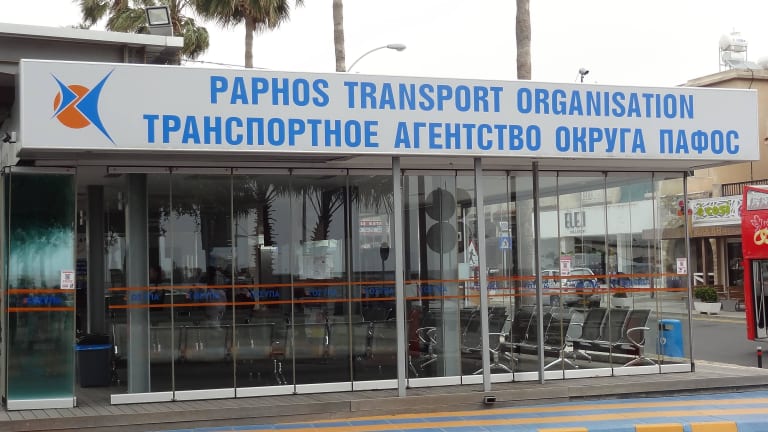 PAPHOS TRANSPORT ORGANISATION
ТРАНСПОРТНОЕ АГЕНТСТВО ОКРУГА ПАФОС